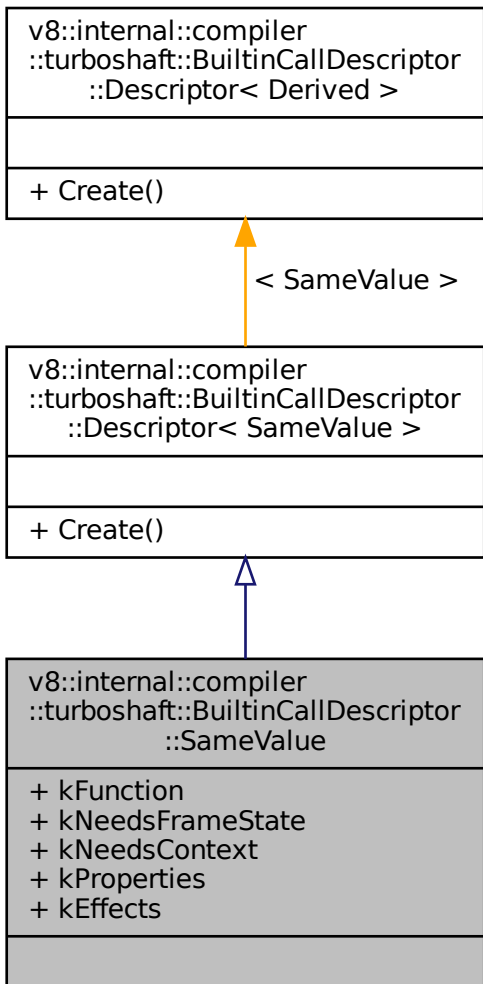 v8::internal::compiler
::turboshaft::BuiltinCallDescriptor
::Descriptor< Derived >
+ Create()
< SameValue >
v8::internal::compiler
::turboshaft::BuiltinCallDescriptor
::Descriptor< SameValue >
+ Create()
v8::internal::compiler
::turboshaft::BuiltinCallDescriptor
::SameValue
+ kFunction
+ kNeedsFrameState
+ kNeedsContext
+ kProperties
+ kEffects